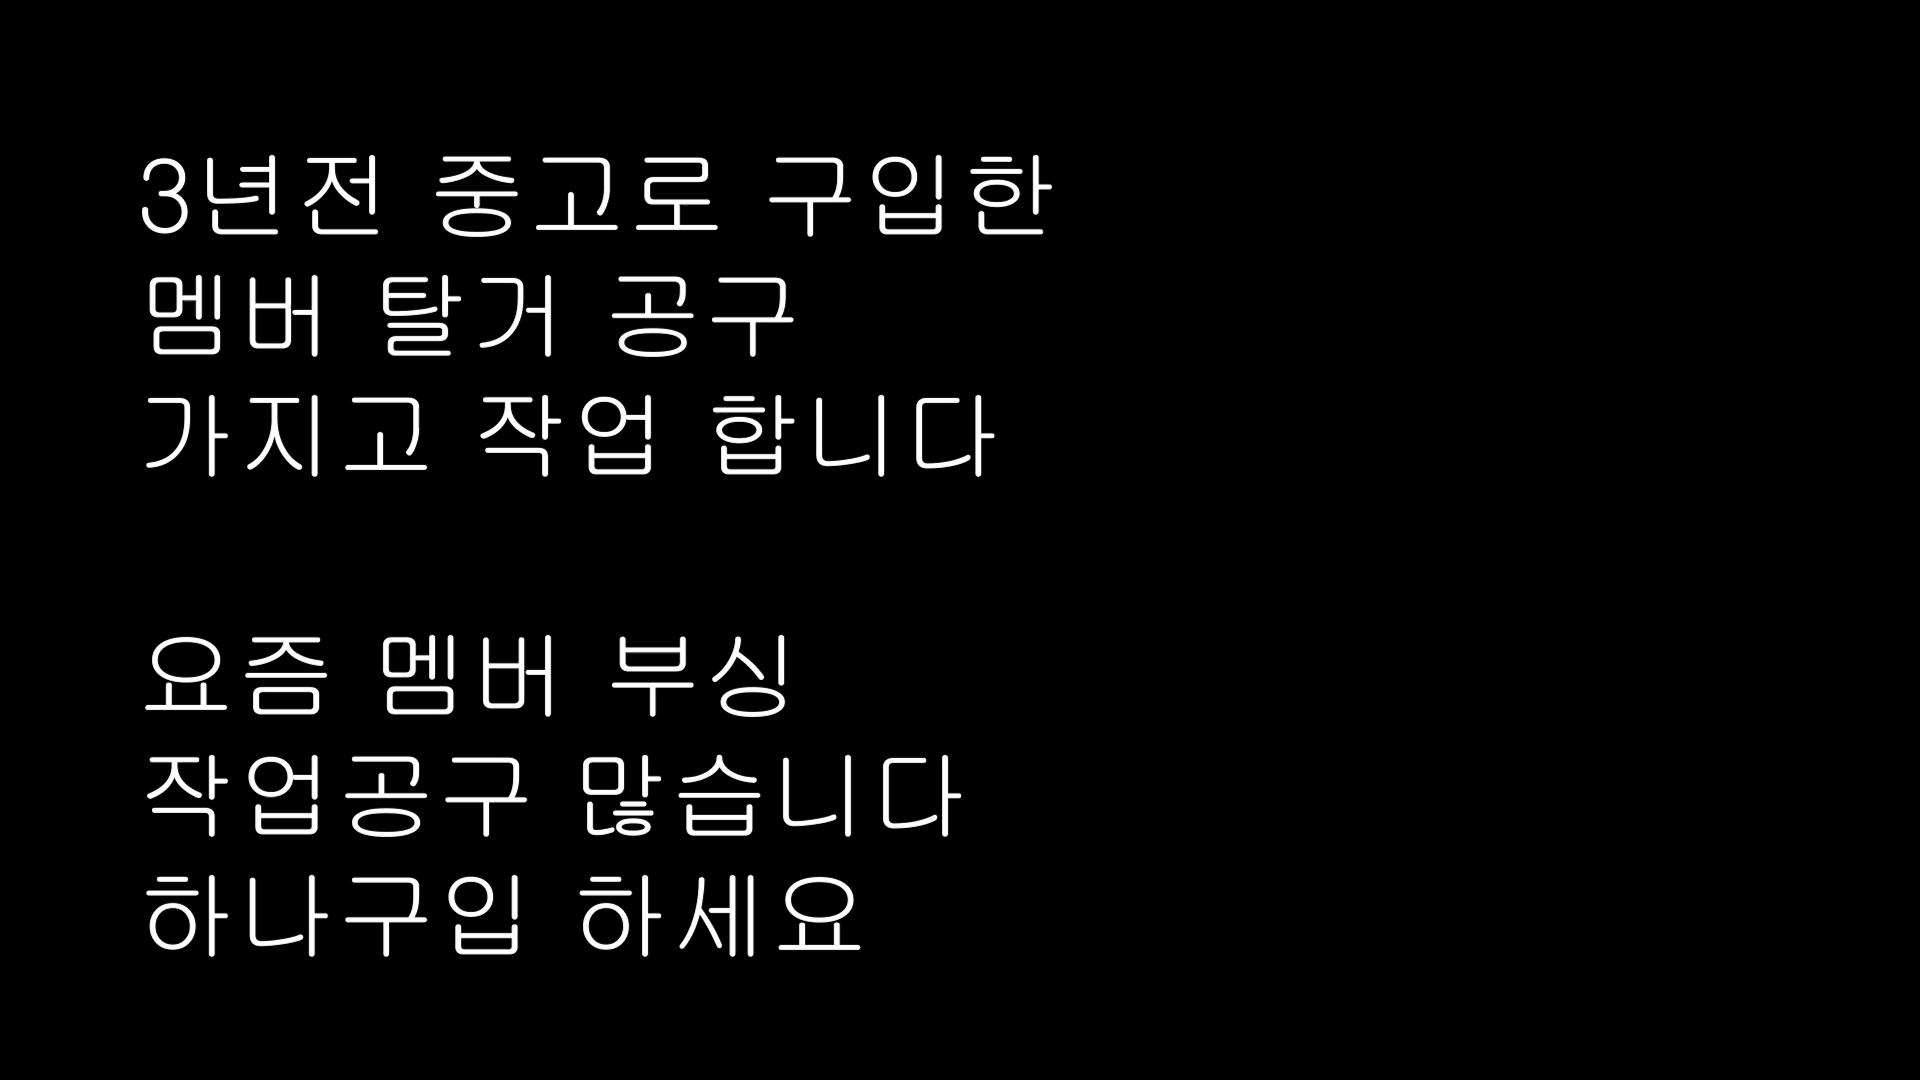 3년전 중고로 구입한
멤버 탈거 공구
가지고 작업 합니다
요즘 멤버 부싱
작업공구 많습니다
하나구입 하세요